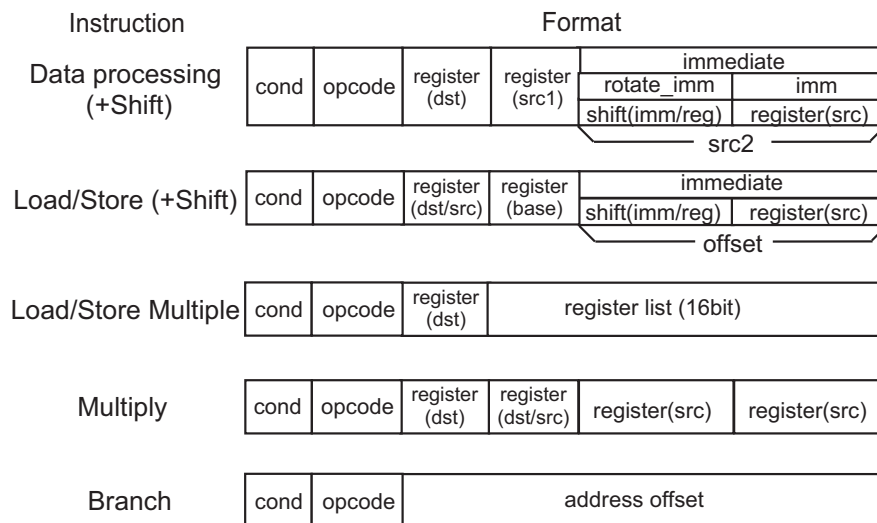 Instruction Format
Data processing
(+Shift)
cond opcode register
(dst) register
(src1) immediate
rotate_imm imm
shift(imm/reg) register(src)
src2
Load/Store (+Shift)
cond opcode register
(dst/src) register
(base) immediate
shift(imm/reg) register(src)
offset
Load/Store Multiple
cond opcode register
(dst) register list (16bit)
Multiply
cond opcode register
(dst) register
(dst/src) register(src) register(src)
Branch
cond opcode address offset